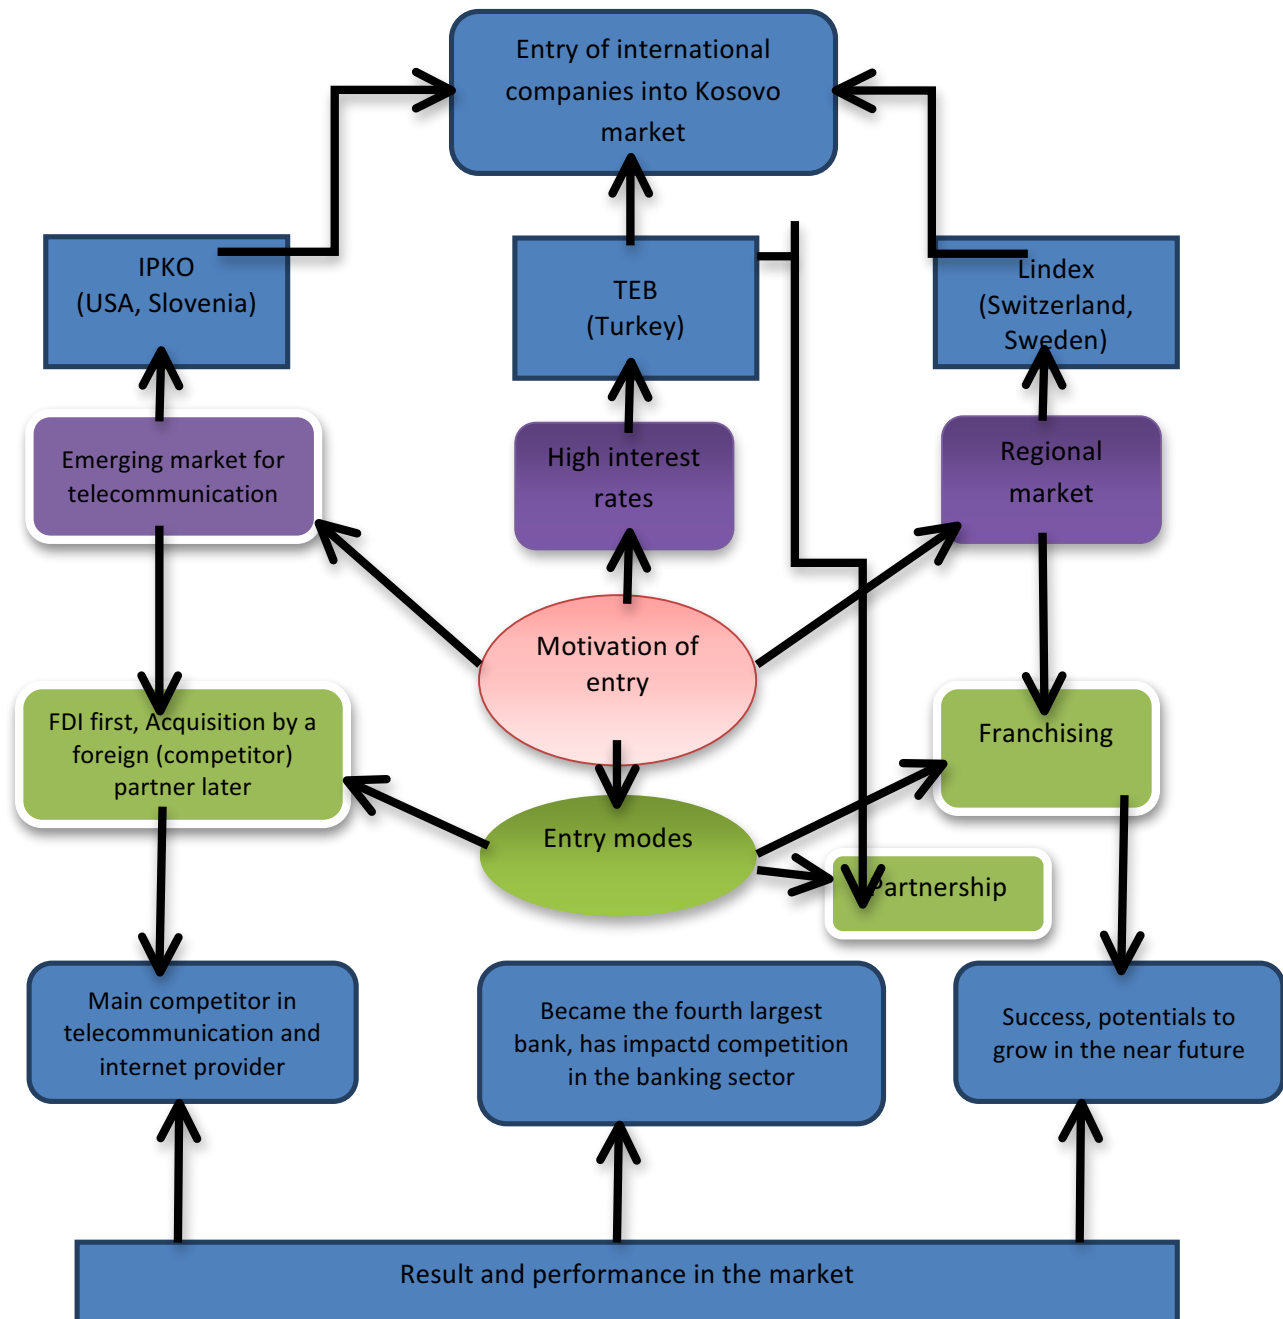 Entry of international
companies into Kosovo
market
IPKO
(USA, Slovenia)
TEB
(Turkey)
Lindex
(Switzerland,
Sweden)
Emerging market for
telecommunication
High interest
rates
Regional
market
Motivation of
entry
FDI first, Acquisition by a
foreign (competitor)
partner later
Franchising
Entry modes
Partnership
Main competitor in
telecommunication and
internet provider
Became the fourth largest
bank, has impactd competition
in the banking sector
Success, potentials to
grow in the near future
Result and performance in the market